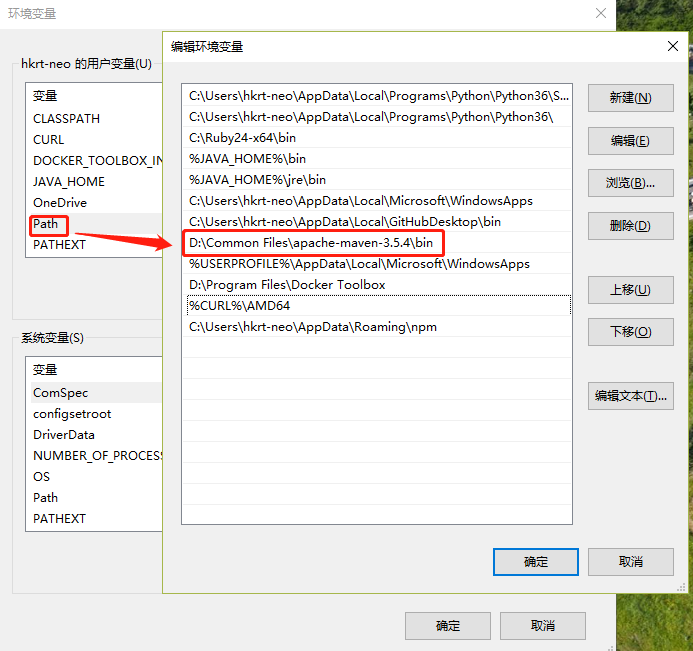 环境变量
hkrt-neo 的用户变量(U)
变量
CLASSPATH
CURL
DOCKER_TOOLBOX_IN
JAVA_HOME
OneDrive
Path
PATHEXT
系统变量(S)
变量
ComSpec
configsetroot
DriverData
NUMBER_OF_PROCESS
OS
Path
PATHEXT
编辑环境变量
C:\Users\hkrt-neo\AppData\Local\Programs\Python\Python36\S...
C:\Users\hkrt-neo\AppData\Local\Programs\Python\Python36\
C:\Ruby24-x64\bin
%JAVA_HOME%\bin
%JAVA_HOME%\jre\bin
C:\Users\hkrt-neo\AppData\Local\Microsoft\WindowsApps
C:\Users\hkrt-neo\AppData\Local\GitHubDesktop\bin
D:\Common Files\apache-maven-3.5.4\bin
%USERPROFILE%\AppData\Local\Microsoft\WindowsApps
D:\Program Files\Docker Toolbox
%CURL%\AMD64
C:\Users\hkrt-neo\AppData\Roaming\npm
新建(N)
编辑(E)
浏览(B)...
删除(D)
上移(U)
下移(O)
编辑文本(T)...
确定
取消
确定
取消